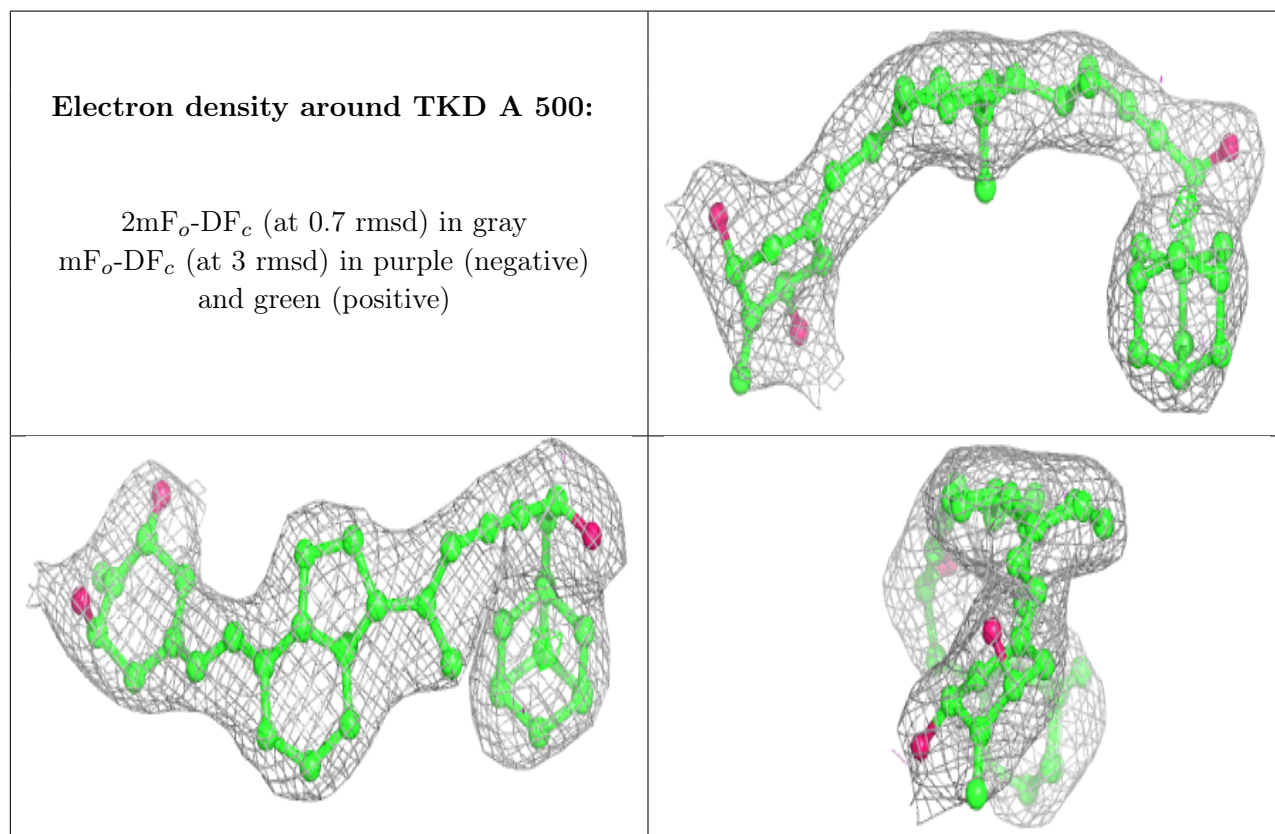 Electron density around TKD A 500:
2mFₒ-DF𝒸 (at 0.7 rmsd) in gray
mFₒ-DF𝒸 (at 3 rmsd) in purple (negative)
and green (positive)